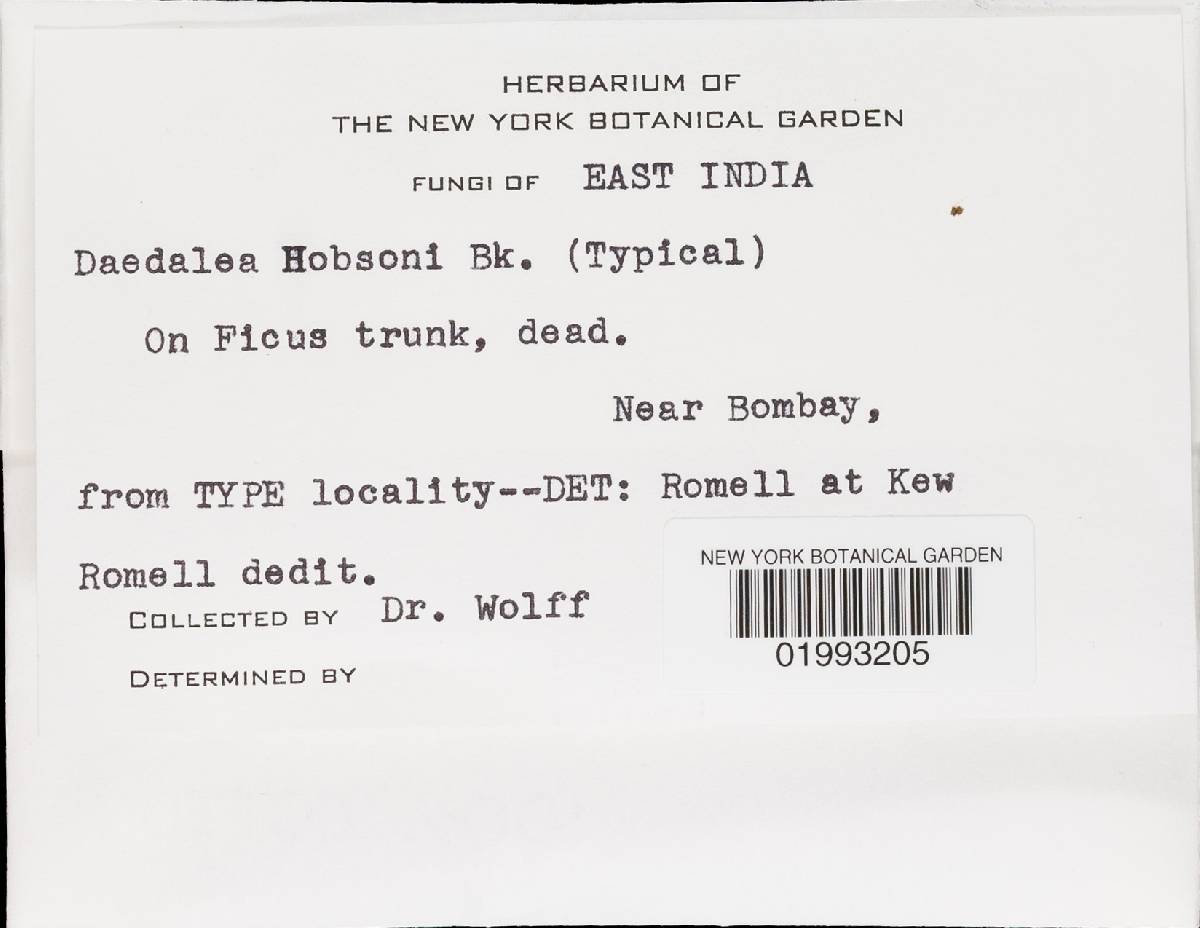 HERBARIUM OF
THE NEW YORK BOTANICAL GARDEN
FUNGI OF EAST INDIA
Daedalea Hobsoni Bk. (Typical)
On Ficus trunk, dead.
Near Bombay,
from TYPE locality--DET: Romell at Kew
Romell dedit.
COLLECTED BY Dr. Wolff
DETERMINED BY
NEW YORK BOTANICAL GARDEN
01993205